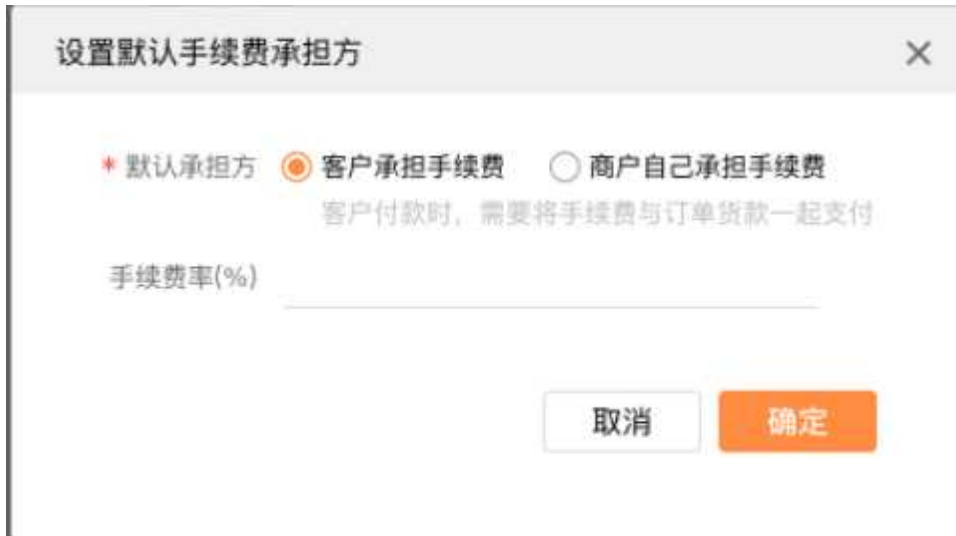 设置默认手续费承担方 ×
* 默认承担方 客户承担手续费 商户自己承担手续费
客户付款时，需要将手续费与订单货款一起支付
手续费率(%)
取消 确定